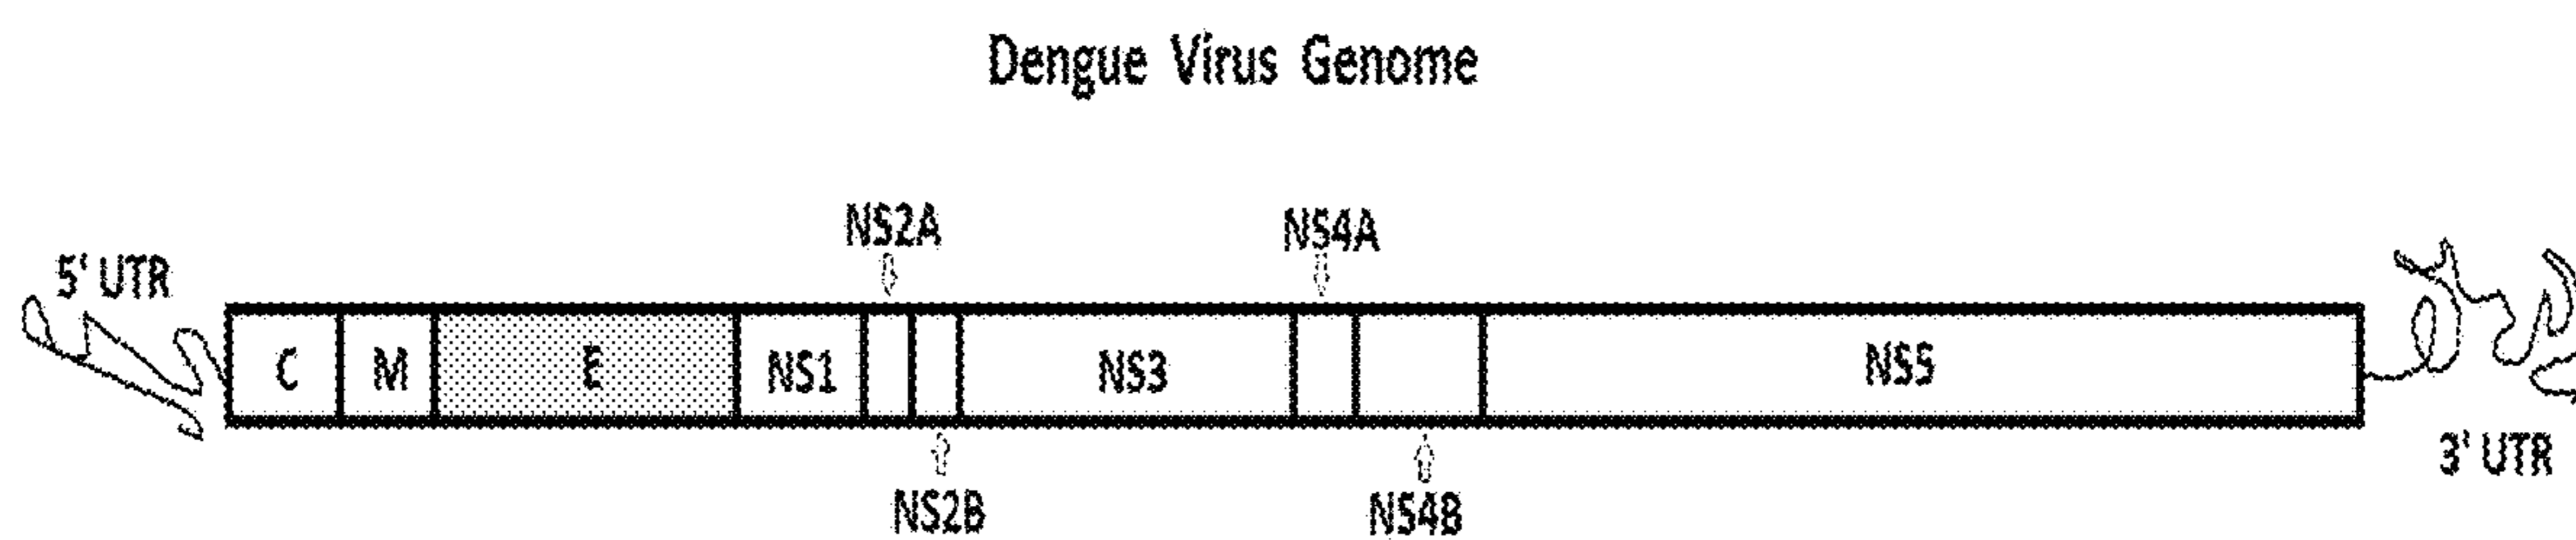 Dengue Virus Genome
NS2A
NS4A
5' UTR
C
M
E
NS1
NS3
NS5
3' UTR
NS2B
NS4B